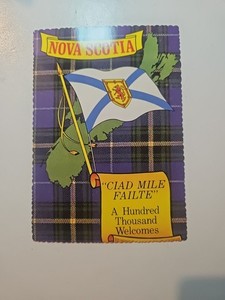 NOVA SCOTIA
"CIAD MILE
FAILTE"
A Hundred
Thousand
Welcomes